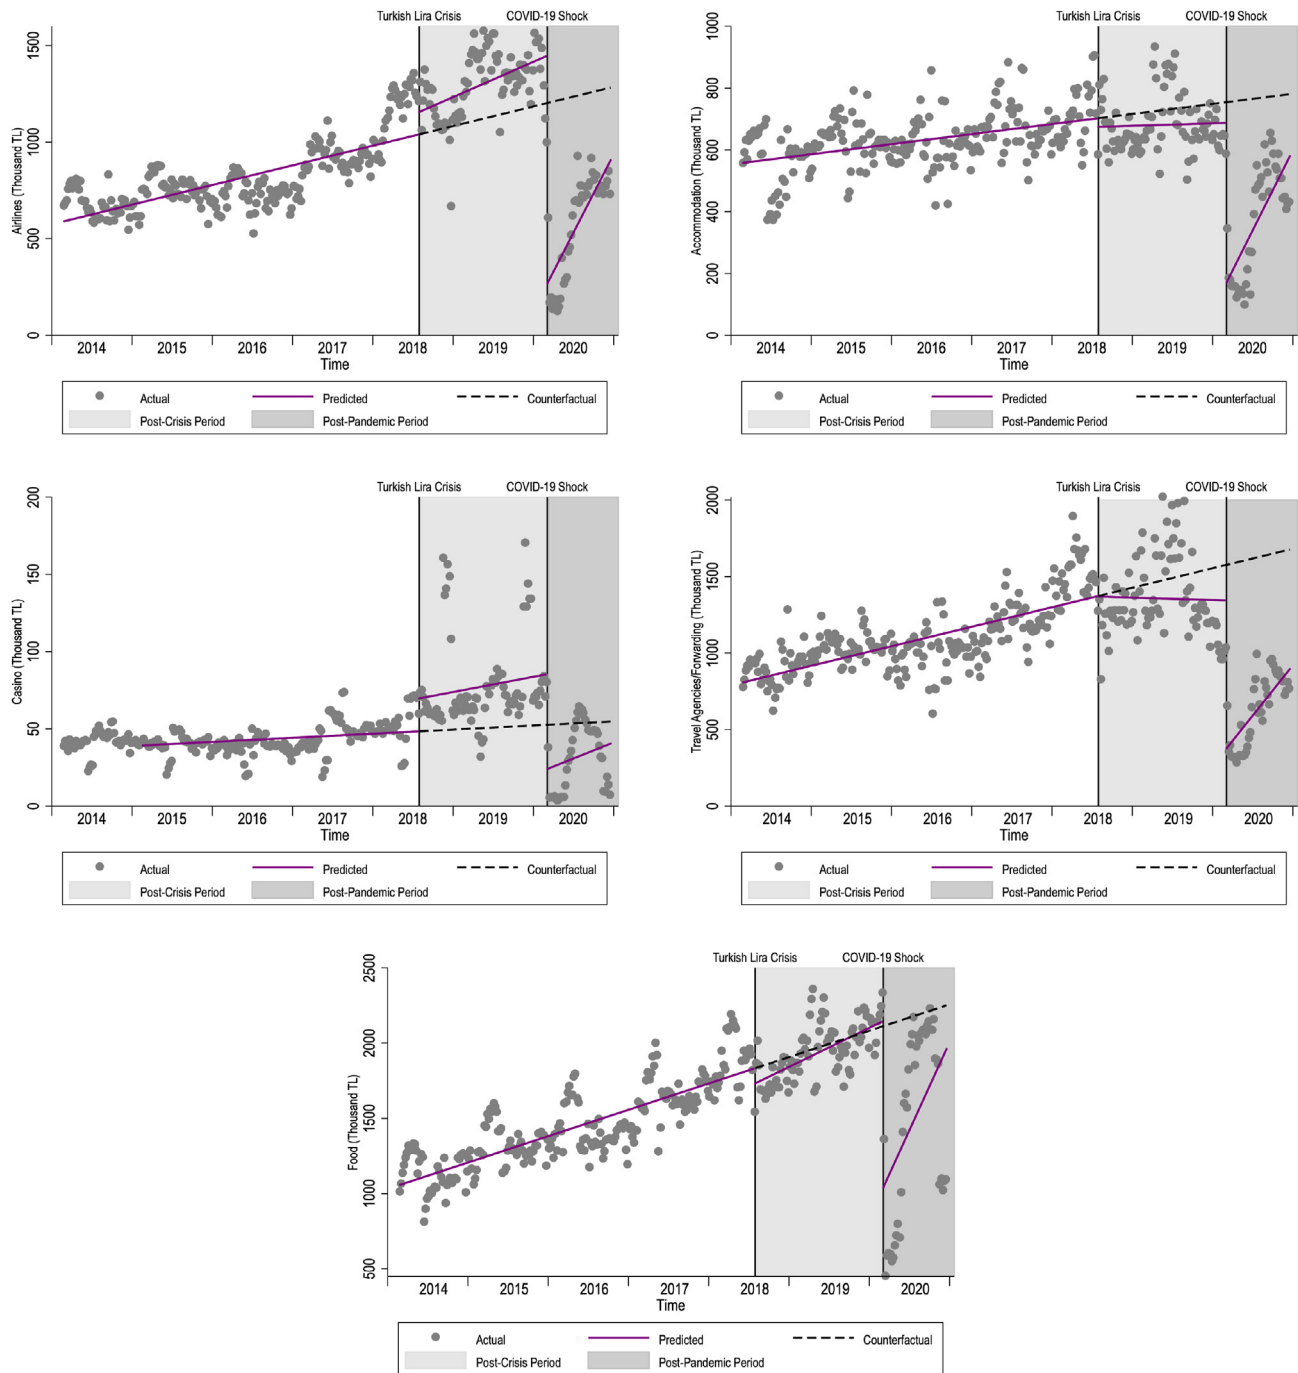 Turkish Lira Crisis COVID-19 Shock
Airlines (Thousand TL)
0 500 1000 1500
2014 2015 2016 2017 2018 2019 2020
Time
Actual Predicted Counterfactual
Post-Crisis Period Post-Pandemic Period
Turkish Lira Crisis COVID-19 Shock
Accommodation (Thousand TL)
0 200 400 600 800 1000
2014 2015 2016 2017 2018 2019 2020
Time
Actual Predicted Counterfactual
Post-Crisis Period Post-Pandemic Period
Turkish Lira Crisis COVID-19 Shock
Casino (Thousand TL)
0 50 100 150 200
2014 2015 2016 2017 2018 2019 2020
Time
Actual Predicted Counterfactual
Post-Crisis Period Post-Pandemic Period
Turkish Lira Crisis COVID-19 Shock
Travel Agencies/Forwarding (Thousand TL)
0 500 1000 1500 2000
2014 2015 2016 2017 2018 2019 2020
Time
Actual Predicted Counterfactual
Post-Crisis Period Post-Pandemic Period
Turkish Lira Crisis COVID-19 Shock
Food (Thousand TL)
500 1000 1500 2000 2500
2014 2015 2016 2017 2018 2019 2020
Time
Actual Predicted Counterfactual
Post-Crisis Period Post-Pandemic Period